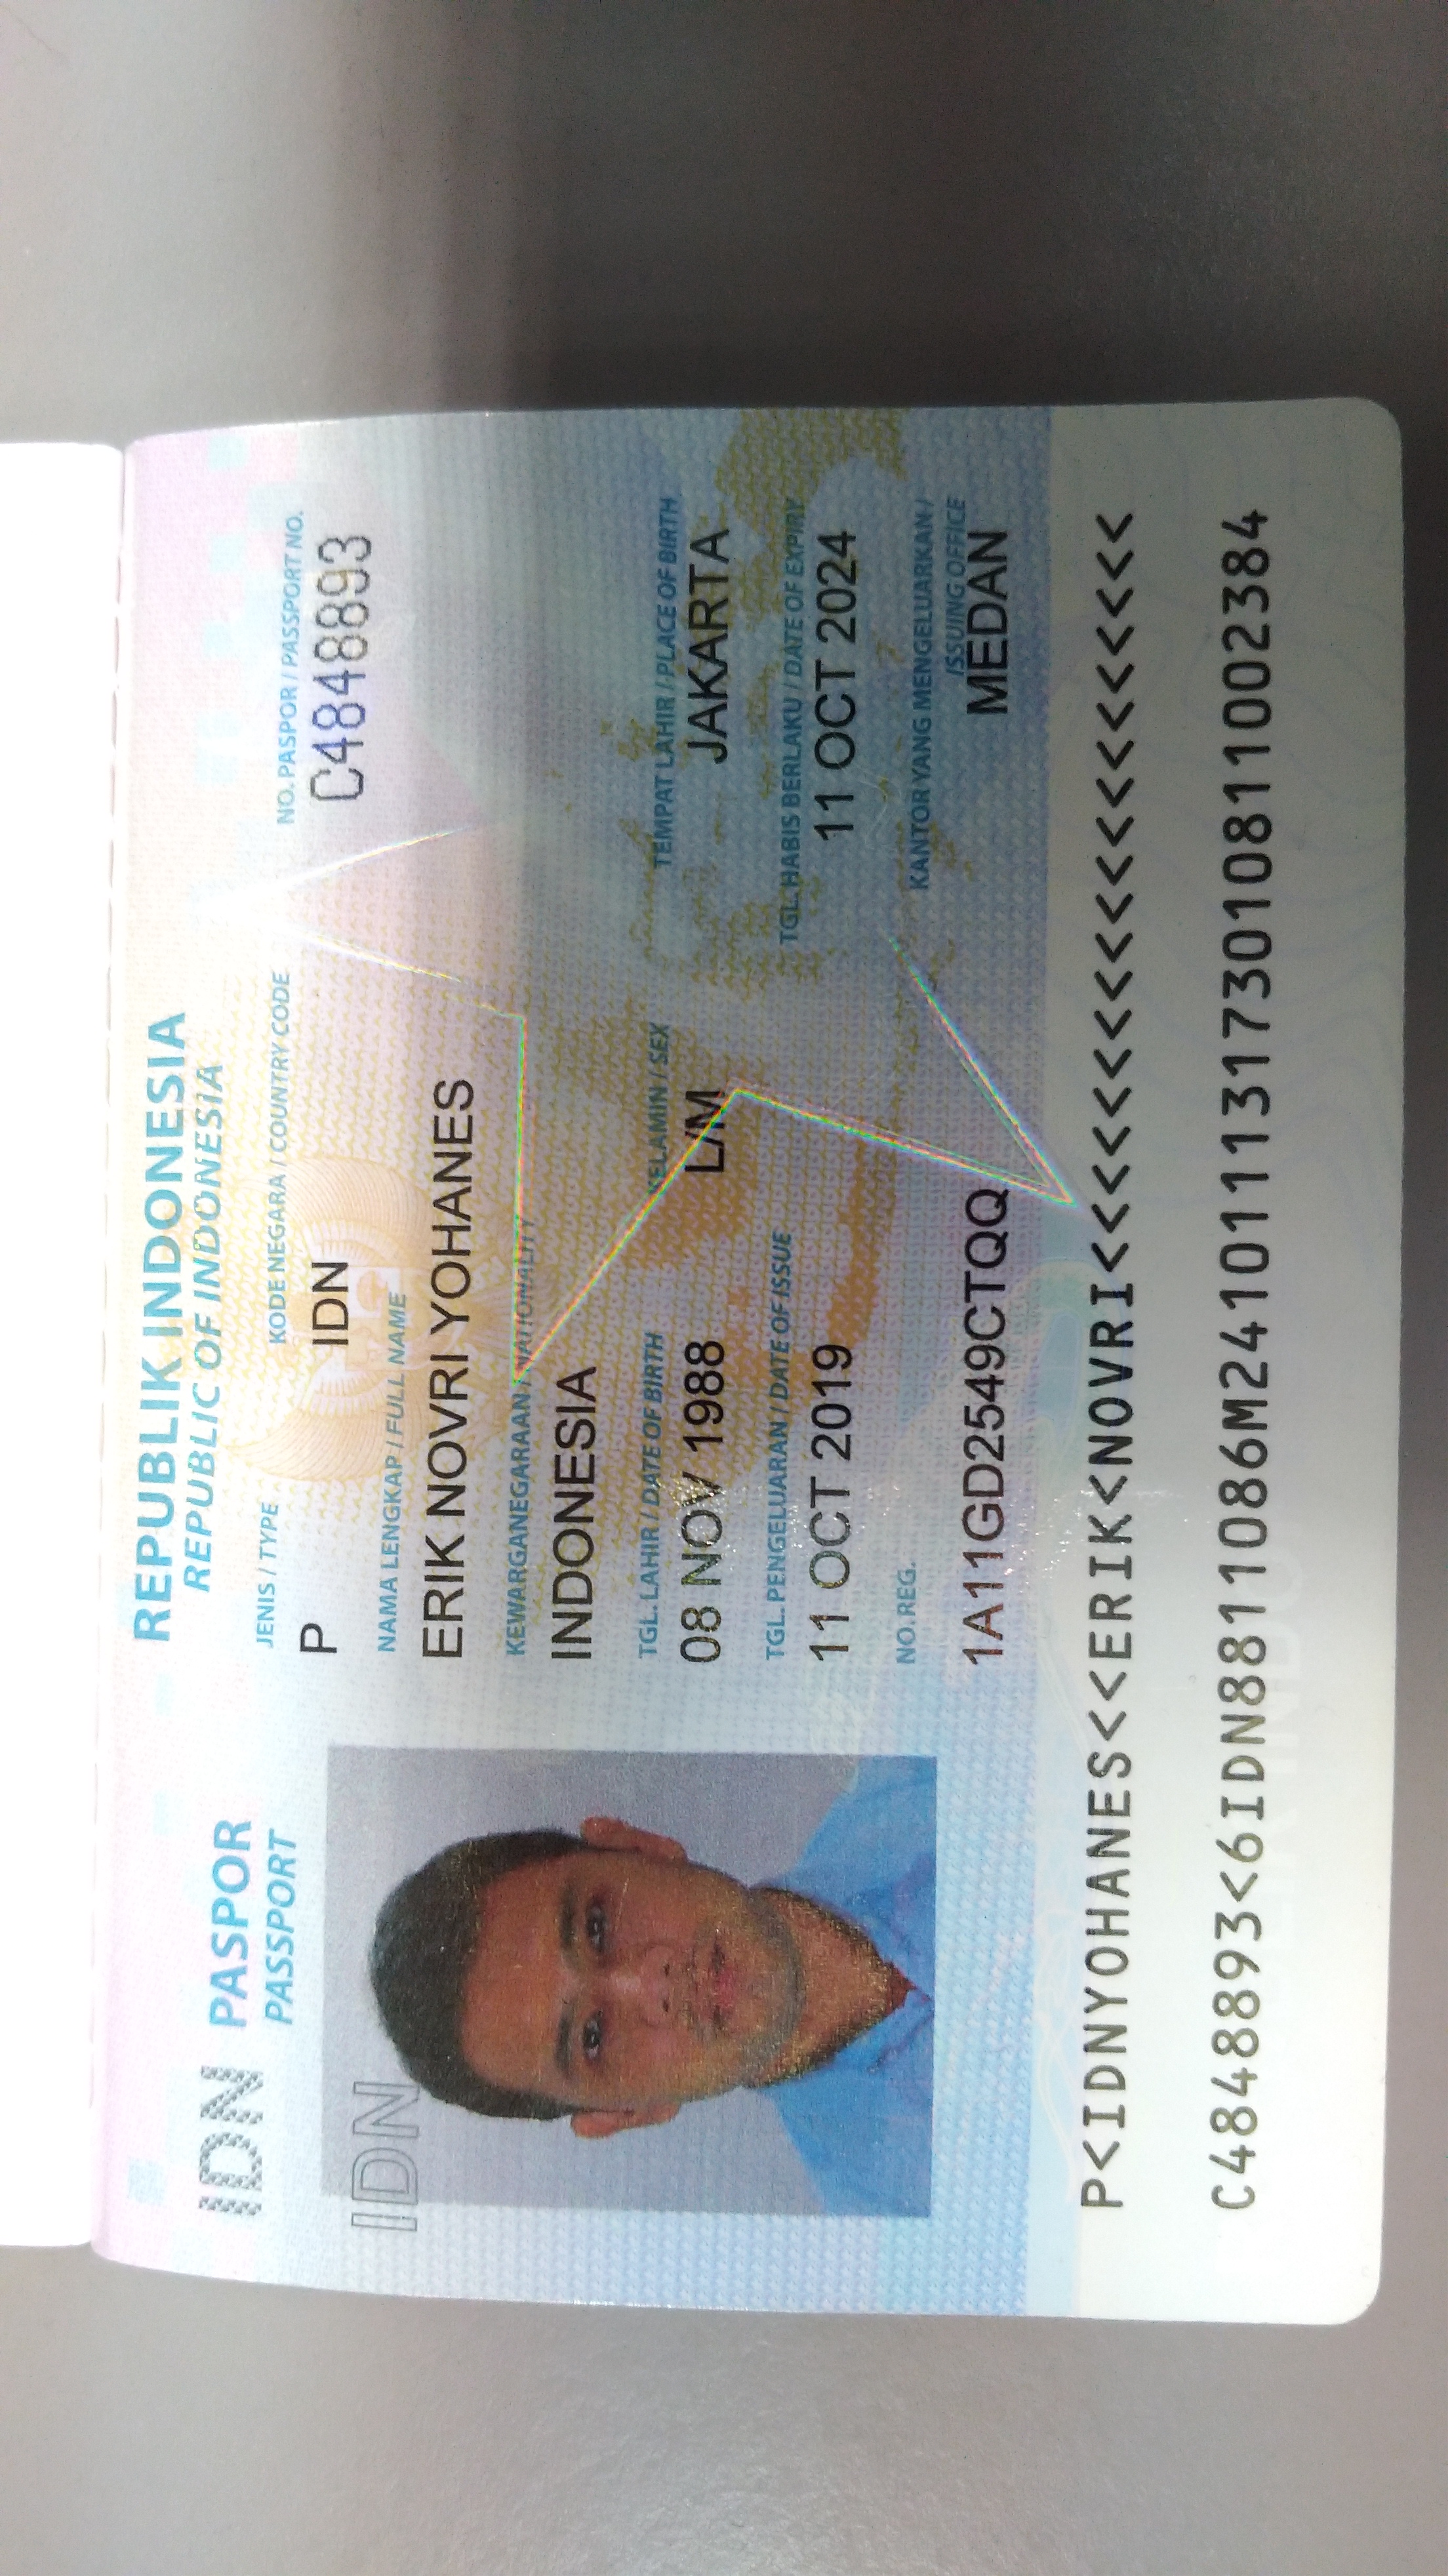 REPUBLIK INDONESIA
REPUBLIC OF INDONESIA
IDN
PASPOR
PASSPORT
JENIS / TYPE
KODE NEGARA / COUNTRY CODE
NO. PASPOR / PASSPORT NO.
P
IDN
C4848893
NAMA LENGKAP / FULL NAME
ERIK NOVRI YOHANES
KEWARGANEGARAAN / NATIONALITY
INDONESIA
TGL. LAHIR / DATE OF BIRTH
KELAMIN / SEX
TEMPAT LAHIR / PLACE OF BIRTH
08 NOV 1988
L/M
JAKARTA
TGL. PENGELUARAN / DATE OF ISSUE
TGL. HABIS BERLAKU / DATE OF EXPIRY
11 OCT 2019
11 OCT 2024
NO. REG.
KANTOR YANG MENGELUARKAN /
ISSUING OFFICE
1A11GD2549CTQQ
MEDAN
IDN
P<IDNYOHANES<<ERIK<NOVRI<<<<<<<<<<<<<<<<<<<<
C4848893<6IDN8811086M24101113173010811002384